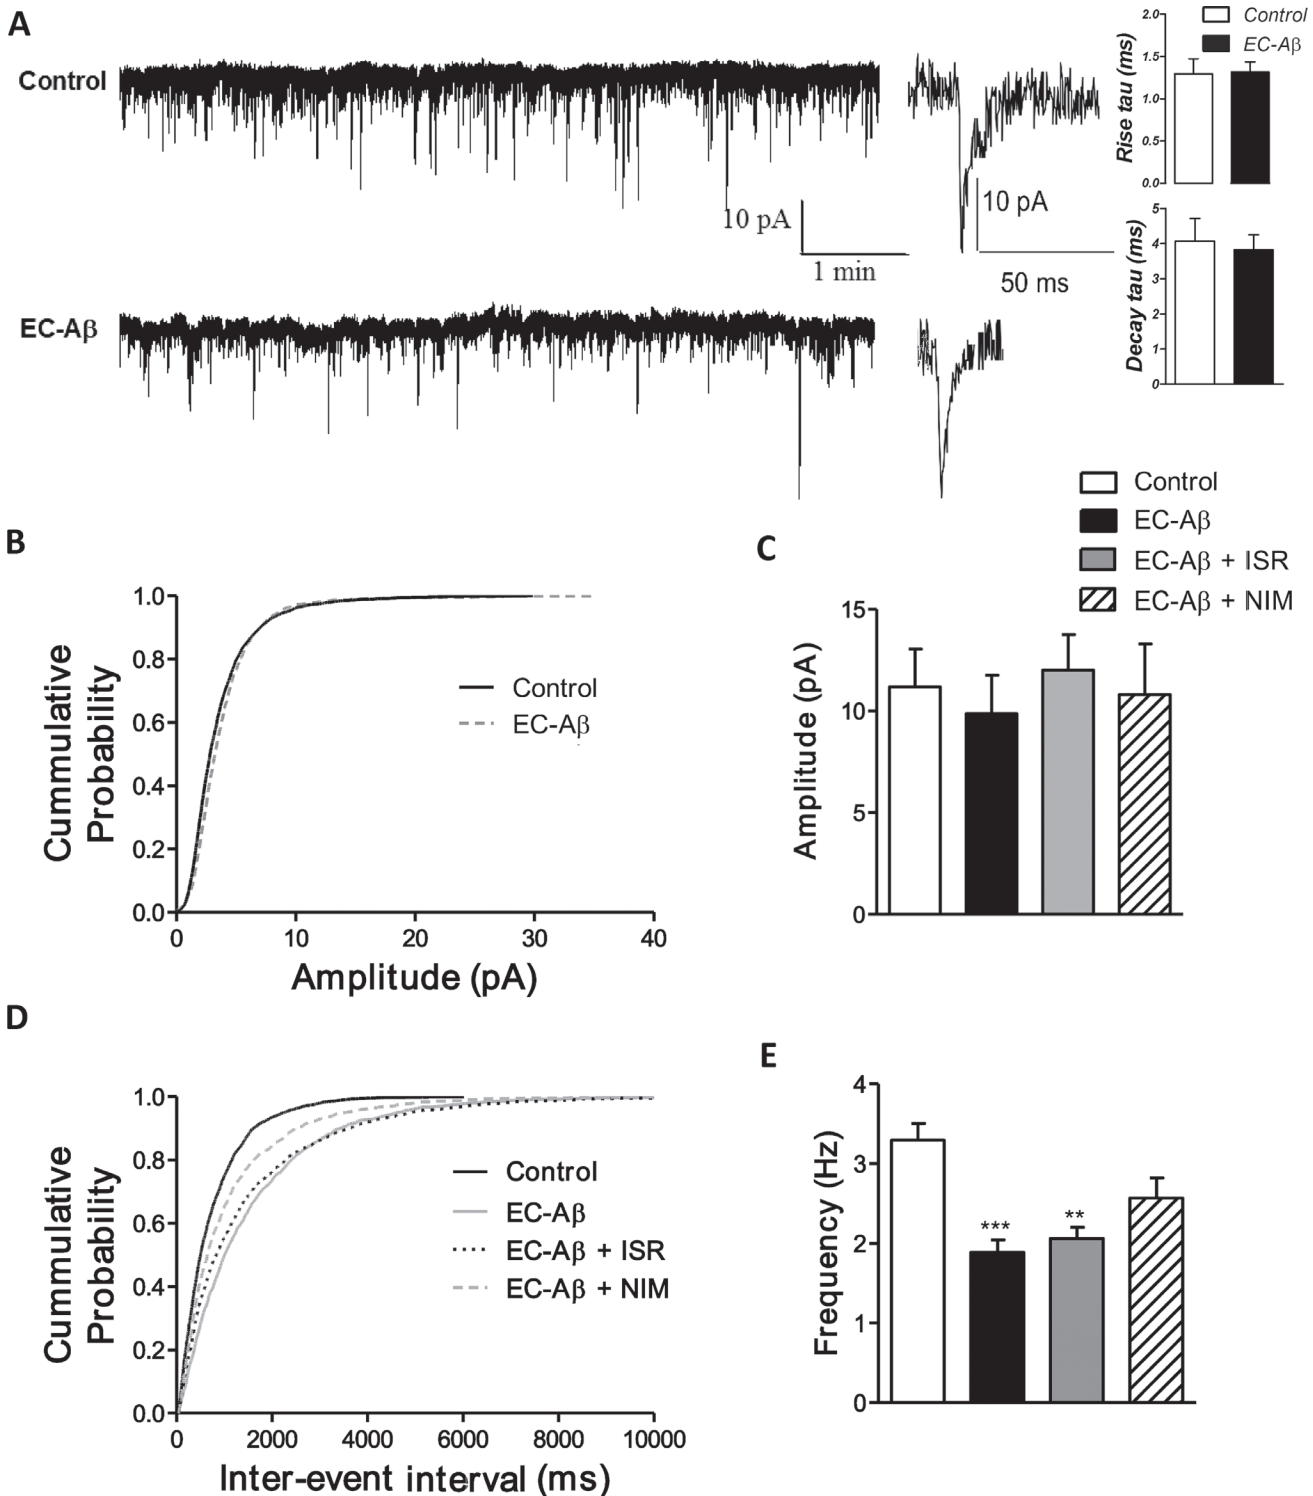 A
Control
10 pA
1 min
10 pA
50 ms
Control
EC-Aβ
Rise tau (ms)
2.0
1.5
1.0
0.5
0.0
Decay tau (ms)
5
4
3
2
1
0
EC-Aβ
Control
EC-Aβ
EC-Aβ + ISR
EC-Aβ + NIM
B
Cummulative
Probability
1.0
0.8
0.6
0.4
0.2
0.0
Control
EC-Aβ
0 10 20 30 40
Amplitude (pA)
C
Amplitude (pA)
15
10
5
0
D
Cummulative
Probability
1.0
0.8
0.6
0.4
0.2
0.0
Control
EC-Aβ
EC-Aβ + ISR
EC-Aβ + NIM
0 2000 4000 6000 8000 10000
Inter-event interval (ms)
E
Frequency (Hz)
4
3
2
1
0
*** **